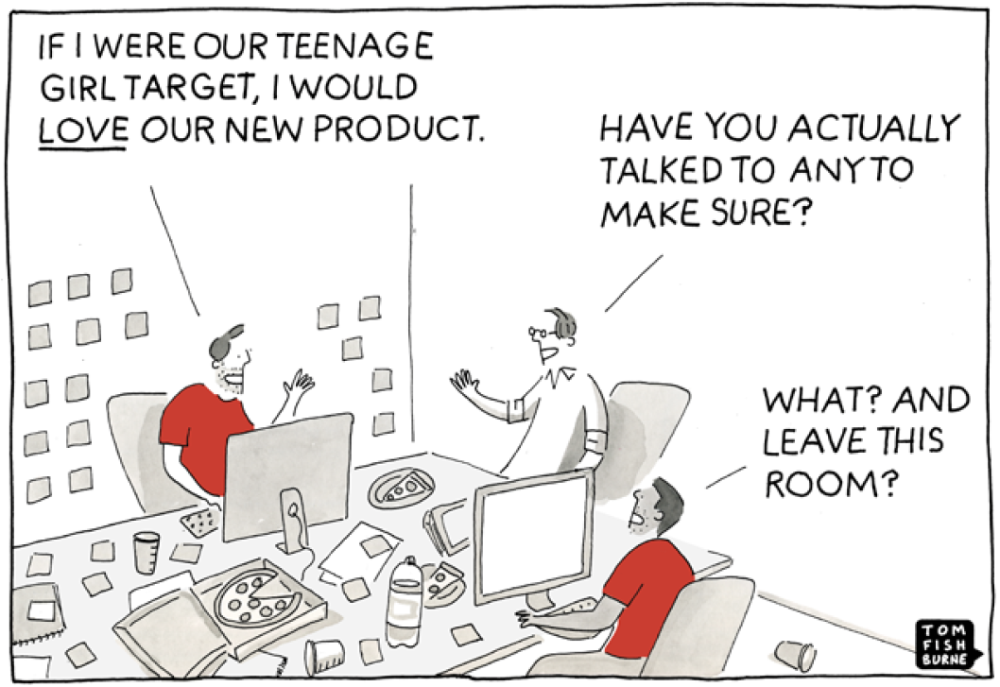 IF I WERE OUR TEENAGE
GIRL TARGET, I WOULD
LOVE OUR NEW PRODUCT.
HAVE YOU ACTUALLY
TALKED TO ANY TO
MAKE SURE?
WHAT? AND
LEAVE THIS
ROOM?
TOM
FISH
BURNE